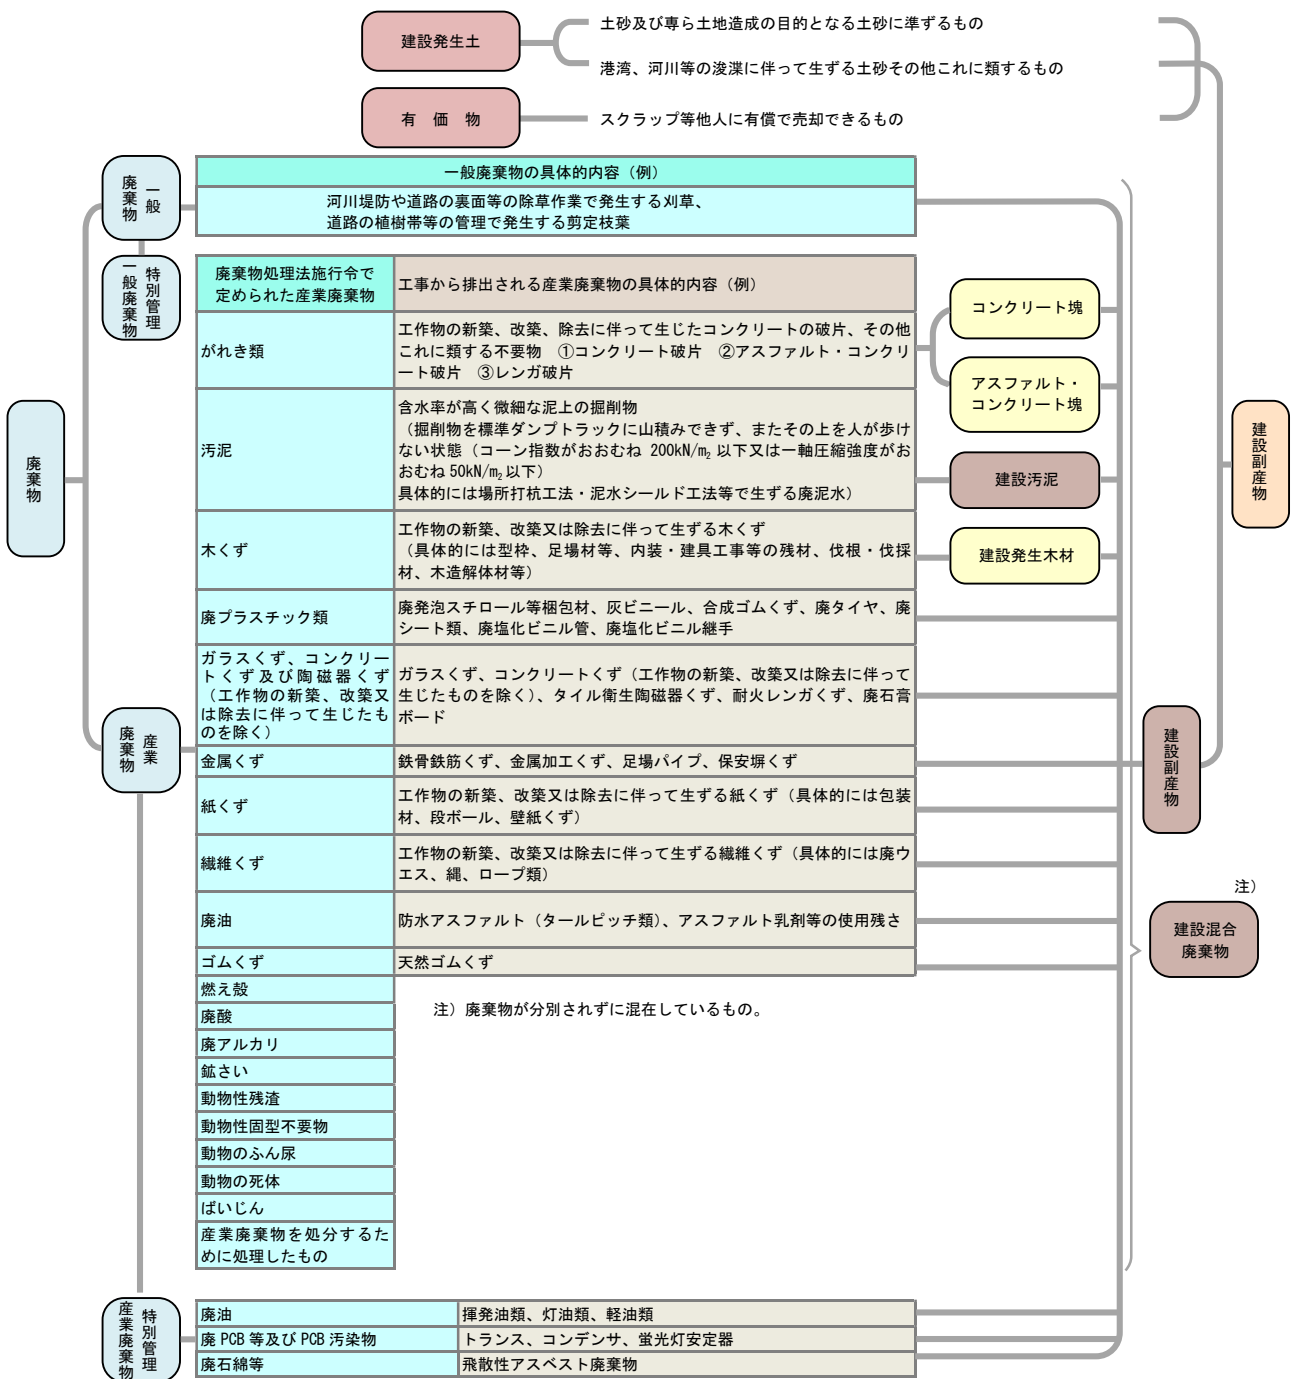 建設発生土
土砂及び専ら土地造成の目的となる土砂に準ずるもの
港湾、河川等の浚渫に伴って生ずる土砂その他これに類するもの
有　価　物
スクラップ等他人に有償で売却できるもの
一般
廃棄物
一般廃棄物の具体的内容（例）
河川堤防や道路の裏面等の除草作業で発生する刈草、
道路の植樹帯等の管理で発生する剪定枝葉
特別管理
一般廃棄物
廃棄物処理法施行令で
定められた産業廃棄物
工事から排出される産業廃棄物の具体的内容（例）
がれき類
工作物の新築、改築、除去に伴って生じたコンクリートの破片、その他
これに類する不要物　①コンクリート破片　②アスファルト・コンクリ
ート破片　③レンガ破片
コンクリート塊
アスファルト・
コンクリート塊
汚泥
含水率が高く微細な泥上の掘削物
（掘削物を標準ダンプトラックに山積みできず、またその上を人が歩け
ない状態（コーン指数がおおむね 200kN/m₂以下又は一軸圧縮強度がお
おむね 50kN/m₂以下）
具体的には場所打杭工法・泥水シールド工法等で生ずる廃泥水）
建設汚泥
木くず
工作物の新築、改築又は除去に伴って生ずる木くず
（具体的には型枠、足場材等、内装・建具工事等の残材、伐根・伐採
材、木造解体材等）
建設発生木材
廃棄物
建設副産物
廃プラスチック類
廃発泡スチロール等梱包材、灰ビニール、合成ゴムくず、廃タイヤ、廃
シート類、廃塩化ビニル管、廃塩化ビニル継手
ガラスくず、コンクリー
トくず及び陶磁器くず
（工作物の新築、改築又
は除去に伴って生じたも
のを除く）
ガラスくず、コンクリートくず（工作物の新築、改築又は除去に伴って
生じたものを除く）、タイル衛生陶磁器くず、耐火レンガくず、廃石膏
ボード
産業
廃棄物
金属くず
鉄骨鉄筋くず、金属加工くず、足場パイプ、保安塀くず
建設副産物
紙くず
工作物の新築、改築又は除去に伴って生ずる紙くず（具体的には包装
材、段ボール、壁紙くず）
繊維くず
工作物の新築、改築又は除去に伴って生ずる繊維くず（具体的には廃ウ
エス、縄、ロープ類）
注）
建設混合
廃棄物
廃油
防水アスファルト（タールピッチ類）、アスファルト乳剤等の使用残さ
ゴムくず
天然ゴムくず
燃え殻
注）廃棄物が分別されずに混在しているもの。
廃酸
廃アルカリ
鉱さい
動物性残渣
動物性固型不要物
動物のふん尿
動物の死体
ばいじん
産業廃棄物を処分するた
めに処理したもの
特別管理
産業廃棄物
廃油
揮発油類、灯油類、軽油類
廃 PCB 等及び PCB 汚染物
トランス、コンデンサ、蛍光灯安定器
廃石綿等
飛散性アスベスト廃棄物